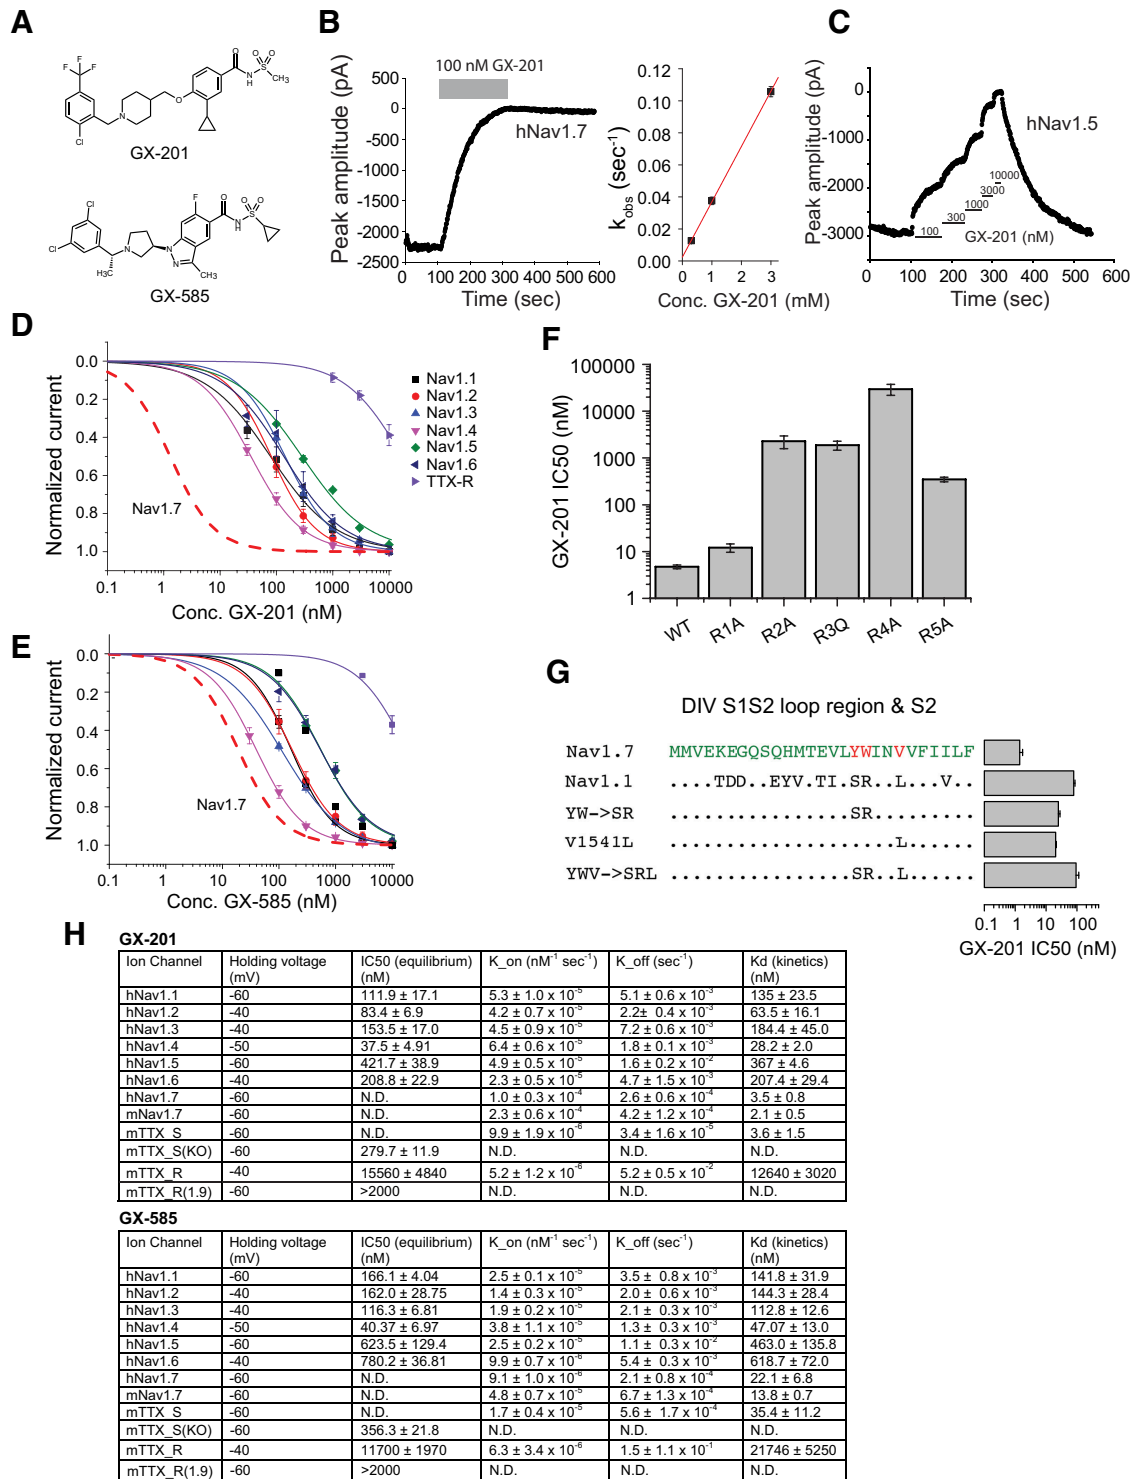 A
F
F
F
Cl
N
O
O
N
H
S
O
O
CH3
GX-201
Cl
Cl
H3C
N
N
N
CH3
F
O
N
H
S
O
O
GX-585
B
Peak amplitude (pA)
500
0
-500
-1000
-1500
-2000
-2500
100 nM GX-201
hNav1.7
0 100 200 300 400 500 600
Time (sec)
kobs (sec-1)
0.12
0.10
0.08
0.06
0.04
0.02
0.00
0 1 2 3
Conc. GX-201 (mM)
C
Peak amplitude (pA)
0
-1000
-2000
-3000
hNav1.5
10000
3000
1000
300
100
GX-201 (nM)
0 100 200 300 400 500 600
Time (sec)
D
Normalized current
0.0
0.2
0.4
0.6
0.8
1.0
Nav1.7
Nav1.1
Nav1.2
Nav1.3
Nav1.4
Nav1.5
Nav1.6
TTX-R
0.1 1 10 100 1000 10000
Conc. GX-201 (nM)
E
Normalized current
0.0
0.2
0.4
0.6
0.8
1.0
Nav1.7
0.1 1 10 100 1000 10000
Conc. GX-585 (nM)
F
GX-201 IC50 (nM)
100000
10000
1000
100
10
1
WT R1A R2A R3Q R4A R5A
G
DIV S1S2 loop region & S2
Nav1.7 MMVEKEGQSQHMTEVLYWINVVFIILF
Nav1.1 ....TDD..EYV.TI.SR..L...V..
YW->SR ................SR.........
V1541L ....................L......
YWV->SRL ................SR..L......
0.1 1 10 100
GX-201 IC50 (nM)
H
GX-201
Ion Channel Holding voltage (mV) IC50 (equilibrium) (nM) K_on (nM-1 sec-1) K_off (sec-1) Kd (kinetics) (nM)
hNav1.1 -60 111.9 ± 17.1 5.3 ± 1.0 x 10-5 5.1 ± 0.6 x 10-3 135 ± 23.5
hNav1.2 -40 83.4 ± 6.9 4.2 ± 0.7 x 10-5 2.2± 0.4 x 10-3 63.5 ± 16.1
hNav1.3 -40 153.5 ± 17.0 4.5 ± 0.9 x 10-5 7.2 ± 0.6 x 10-3 184.4 ± 45.0
hNav1.4 -50 37.5 ± 4.91 6.4 ± 0.6 x 10-5 1.8 ± 0.1 x 10-3 28.2 ± 2.0
hNav1.5 -60 421.7 ± 38.9 4.9 ± 0.5 x 10-5 1.6 ± 0.2 x 10-2 367 ± 4.6
hNav1.6 -40 208.8 ± 22.9 2.3 ± 0.5 x 10-5 4.7 ± 1.5 x 10-3 207.4 ± 29.4
hNav1.7 -60 N.D. 1.0 ± 0.3 x 10-4 2.6 ± 0.6 x 10-4 3.5 ± 0.8
mNav1.7 -60 N.D. 2.3 ± 0.6 x 10-4 4.2 ± 1.2 x 10-4 2.1 ± 0.5
mTTX_S -60 N.D. 9.9 ± 1.9 x 10-6 3.4 ± 1.6 x 10-5 3.6 ± 1.5
mTTX_S(KO) -60 279.7 ± 11.9 N.D. N.D. N.D.
mTTX_R -40 15560 ± 4840 5.2 ± 1.2 x 10-6 5.2 ± 0.5 x 10-2 12640 ± 3020
mTTX_R(1.9) -60 >2000 N.D. N.D. N.D.
GX-585
Ion Channel Holding voltage (mV) IC50 (equilibrium) (nM) K_on (nM-1 sec-1) K_off (sec-1) Kd (kinetics) (nM)
hNav1.1 -60 166.1 ± 4.04 2.5 ± 0.1 x 10-5 3.5 ± 0.8 x 10-3 141.8 ± 31.9
hNav1.2 -60 162.0 ± 28.75 1.4 ± 0.3 x 10-5 2.0 ± 0.6 x 10-3 144.3 ± 28.4
hNav1.3 -40 116.3 ± 6.81 1.9 ± 0.2 x 10-5 2.1 ± 0.3 x 10-3 112.8 ± 12.6
hNav1.4 -50 40.37 ± 6.97 3.8 ± 1.1 x 10-5 1.3 ± 0.3 x 10-3 47.07 ± 13.0
hNav1.5 -60 623.5 ± 129.4 2.5 ± 0.2 x 10-5 1.1 ± 0.3 x 10-2 463.0 ± 135.8
hNav1.6 -40 780.2 ± 36.81 9.9 ± 0.7 x 10-6 5.4 ± 0.3 x 10-3 618.7 ± 72.0
hNav1.7 -60 N.D. 9.1 ± 1.0 x 10-6 2.1 ± 0.8 x 10-4 22.1 ± 6.8
mNav1.7 -60 N.D. 4.8 ± 0.7 x 10-5 6.7 ± 1.3 x 10-4 13.8 ± 0.7
mTTX_S -60 N.D. 1.7 ± 0.4 x 10-5 5.6 ± 1.7 x 10-4 35.4 ± 11.2
mTTX_S(KO) -60 356.3 ± 21.8 N.D. N.D. N.D.
mTTX_R -40 11700 ± 1970 6.3 ± 3.4 x 10-6 1.5 ± 1.1 x 10-1 21746 ± 5250
mTTX_R(1.9) -60 >2000 N.D. N.D. N.D.